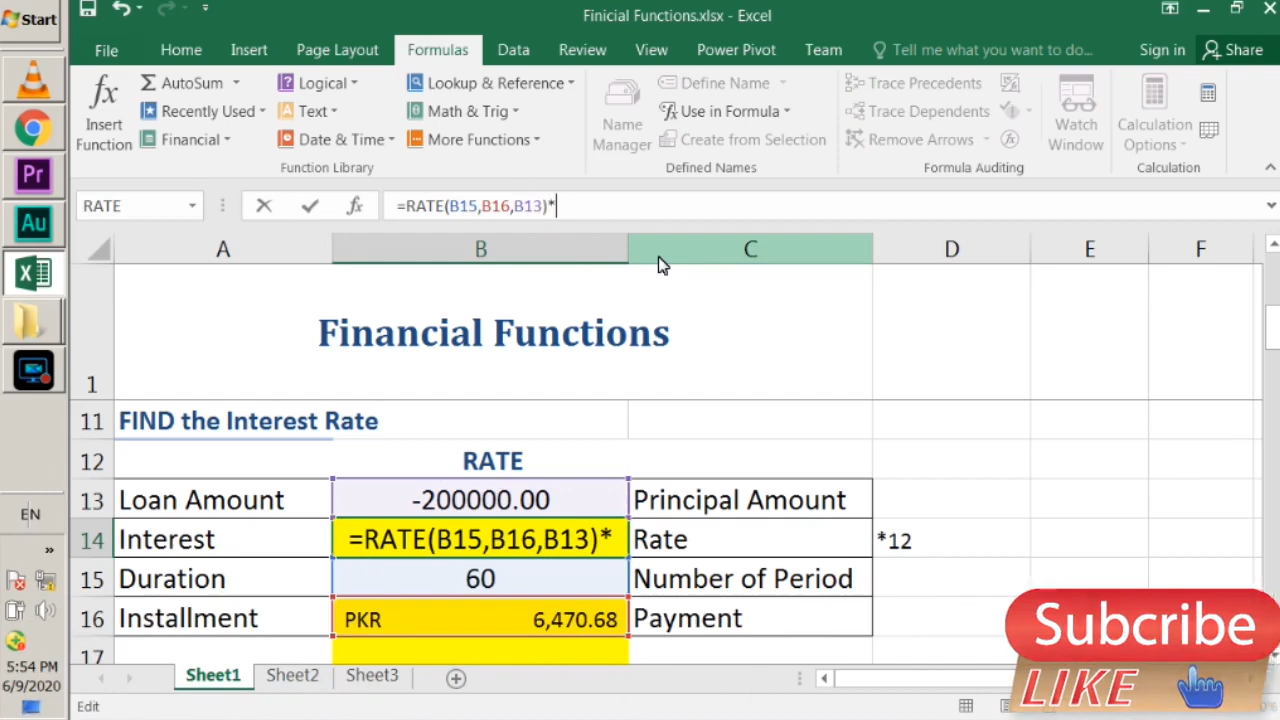 Start
Finicial Functions.xlsx - Excel
File Home Insert Page Layout Formulas Data Review View Power Pivot Team Tell me what you want to do... Sign in Share
fx Insert Function
Σ AutoSum
Recently Used
Financial
Logical
Text
Date & Time
Lookup & Reference
Math & Trig
More Functions
Function Library
Name Manager
Define Name
Use in Formula
Create from Selection
Defined Names
Trace Precedents
Trace Dependents
Remove Arrows
Watch Window
Formula Auditing
Calculation Options
Calculation
Pr
Au
RATE fx =RATE(B15,B16,B13)*
A B C D E F
1 Financial Functions
11 FIND the Interest Rate
12 RATE
13 Loan Amount -200000.00 Principal Amount
14 Interest =RATE(B15,B16,B13)* Rate *12
15 Duration 60 Number of Period
16 Installment PKR 6,470.68 Payment
17
EN
»
5:54 PM
6/9/2020
Sheet1 Sheet2 Sheet3
Edit
Subcribe
LIKE